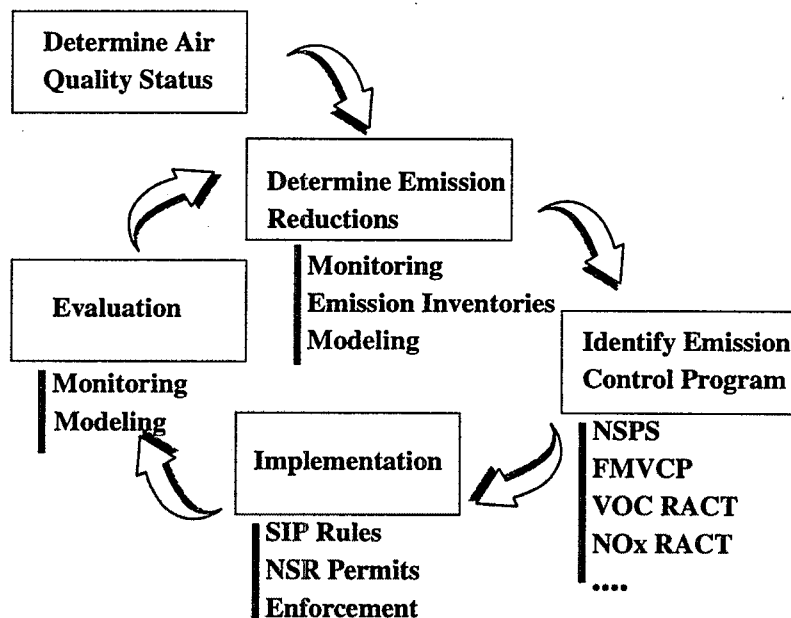 Determine Air
Quality Status
Determine Emission
Reductions
Monitoring
Emission Inventories
Modeling
Identify Emission
Control Program
NSPS
FMVCP
VOC RACT
NOx RACT
....
Implementation
SIP Rules
NSR Permits
Enforcement
Evaluation
Monitoring
Modeling